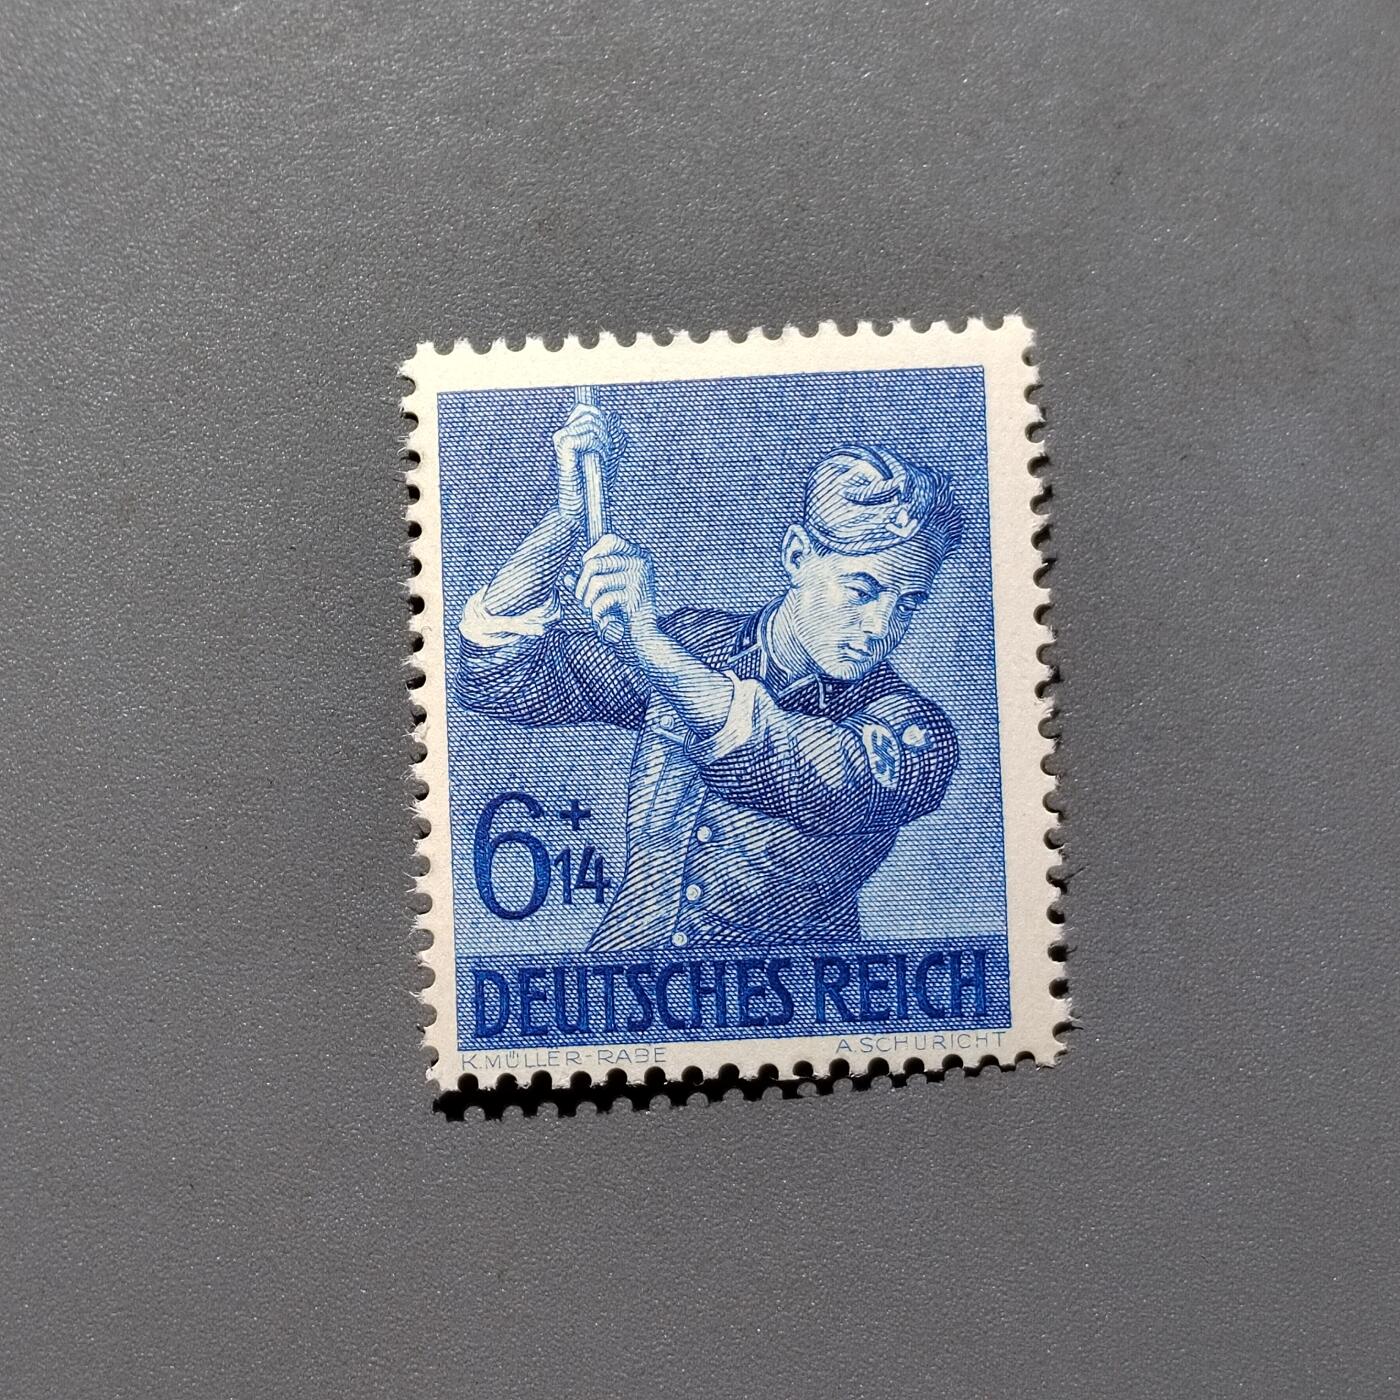 6+14
DEUTSCHES REICH
K.MÜLLER-RABE A.SCHURICHT